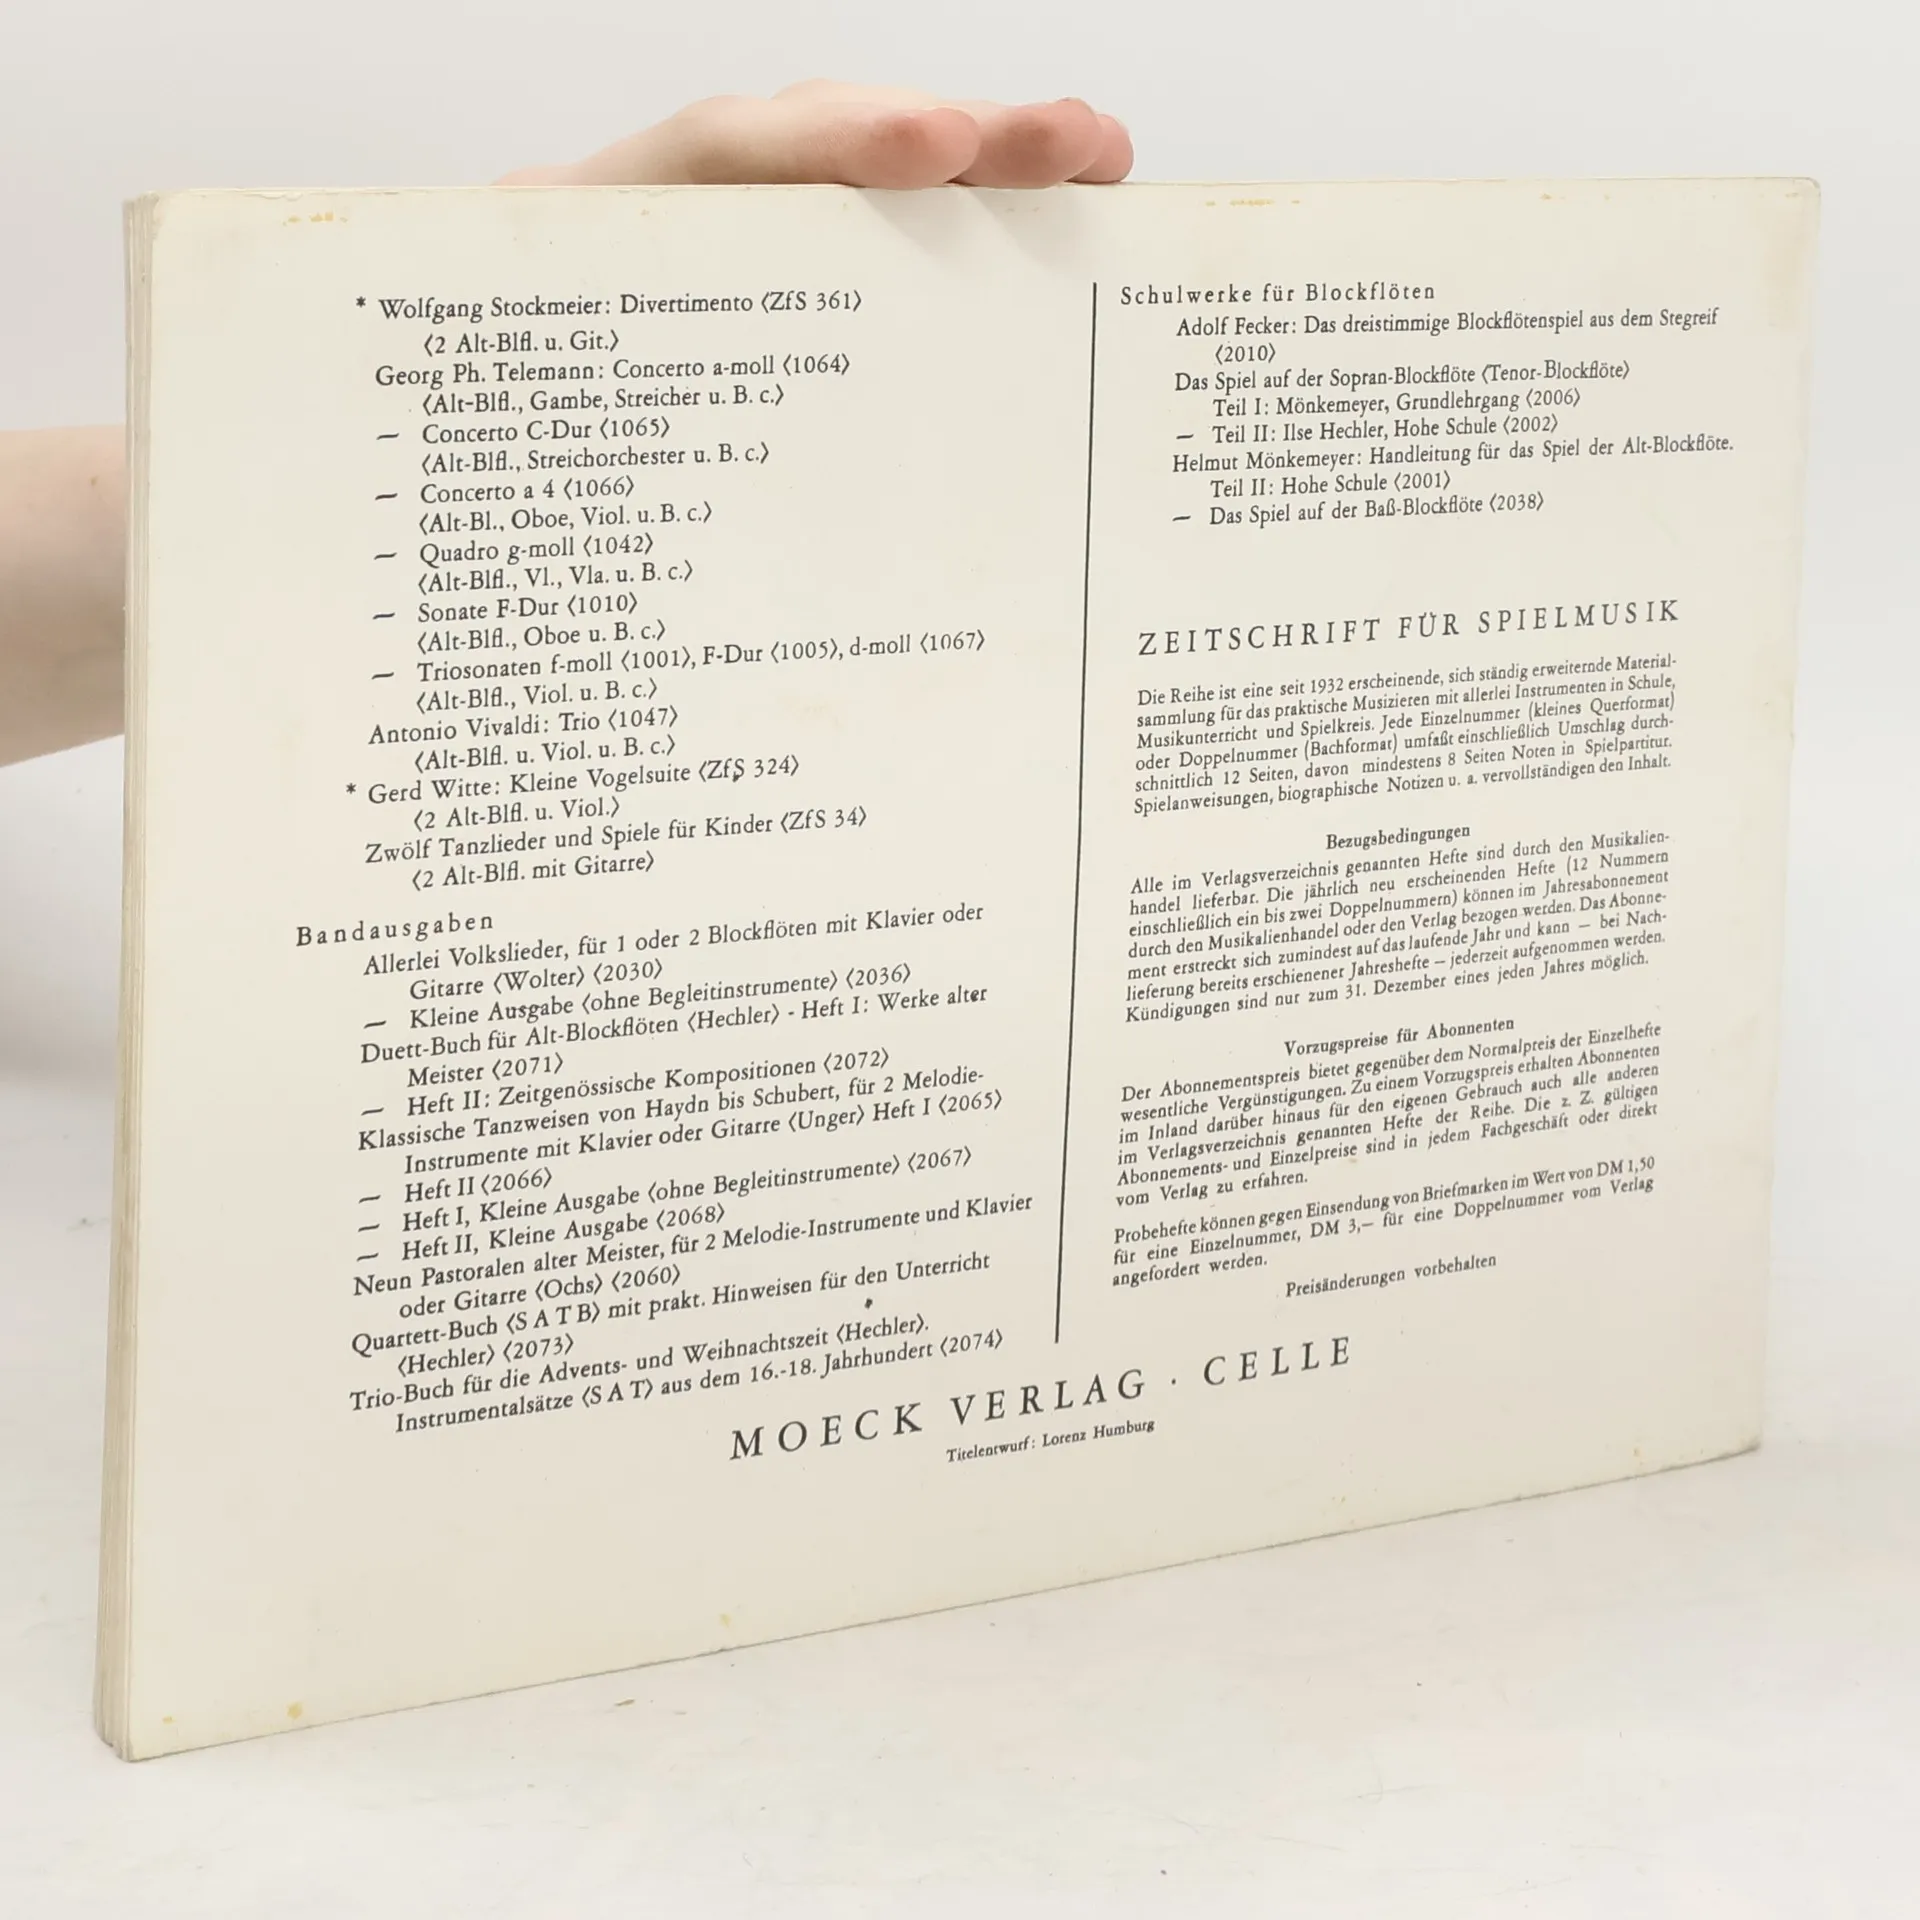 * Wolfgang Stockmeier: Divertimento ⟨ZfS 361⟩
⟨2 Alt-Blfl. u. Git.⟩
Georg Ph. Telemann: Concerto a-moll ⟨1064⟩
⟨Alt-Blfl., Gambe, Streicher u. B. c.⟩
— Concerto C-Dur ⟨1065⟩
⟨Alt-Blfl., Streichorchester u. B. c.⟩
— Concerto a 4 ⟨1066⟩
⟨Alt-Bl., Oboe, Viol. u. B. c.⟩
— Quadro g-moll ⟨1042⟩
⟨Alt-Blfl., Vl., Vla. u. B. c.⟩
— Sonate F-Dur ⟨1010⟩
⟨Alt-Blfl., Oboe u. B. c.⟩
— Triosonaten f-moll ⟨1001⟩, F-Dur ⟨1005⟩, d-moll ⟨1067⟩
⟨Alt-Blfl., Viol. u. B. c.⟩
Antonio Vivaldi: Trio ⟨1047⟩
⟨Alt-Blfl. u. Viol. u. B. c.⟩
* Gerd Witte: Kleine Vogelsuite ⟨ZfS 324⟩
⟨2 Alt-Blfl. u. Viol.⟩
Zwölf Tanzlieder und Spiele für Kinder ⟨ZfS 34⟩
⟨2 Alt-Blfl. mit Gitarre⟩
Bandausgaben
Allerlei Volkslieder, für 1 oder 2 Blockflöten mit Klavier oder
Gitarre ⟨Wolter⟩ ⟨2030⟩
— Kleine Ausgabe ⟨ohne Begleitinstrumente⟩ ⟨2036⟩
Duett-Buch für Alt-Blockflöten ⟨Hechler⟩ - Heft I: Werke alter
Meister ⟨2071⟩
— Heft II: Zeitgenössische Kompositionen ⟨2072⟩
Klassische Tanzweisen von Haydn bis Schubert, für 2 Melodie-
Instrumente mit Klavier oder Gitarre ⟨Unger⟩ Heft I ⟨2065⟩
— Heft II ⟨2066⟩
— Heft I, Kleine Ausgabe ⟨ohne Begleitinstrumente⟩ ⟨2067⟩
— Heft II, Kleine Ausgabe ⟨2068⟩
Neun Pastoralen alter Meister, für 2 Melodie-Instrumente und Klavier
oder Gitarre ⟨Ochs⟩ ⟨2060⟩
Quartett-Buch ⟨S A T B⟩ mit prakt. Hinweisen für den Unterricht
⟨Hechler⟩ ⟨2073⟩
Trio-Buch für die Advents- und Weihnachtszeit ⟨Hechler⟩.
Instrumentalsätze ⟨S A T⟩ aus dem 16.-18. Jahrhundert ⟨2074⟩
Schulwerke für Blockflöten
Adolf Fecker: Das dreistimmige Blockflötenspiel aus dem Stegreif
⟨2010⟩
Das Spiel auf der Sopran-Blockflöte ⟨Tenor-Blockflöte⟩
Teil I: Mönkemeyer, Grundlehrgang ⟨2006⟩
— Teil II: Ilse Hechler, Hohe Schule ⟨2002⟩
Helmut Mönkemeyer: Handleitung für das Spiel der Alt-Blockflöte.
Teil II: Hohe Schule ⟨2001⟩
— Das Spiel auf der Baß-Blockflöte ⟨2038⟩
ZEITSCHRIFT FÜR SPIELMUSIK
Die Reihe ist eine seit 1932 erscheinende, sich ständig erweiternde Material-
sammlung für das praktische Musizieren mit allerlei Instrumenten in Schule,
Musikunterricht und Spielkreis. Jede Einzelnummer (kleines Querformat)
oder Doppelnummer (Bachformat) umfaßt einschließlich Umschlag durch-
schnittlich 12 Seiten, davon mindestens 8 Seiten Noten in Spielpartitur.
Spielanweisungen, biographische Notizen u. a. vervollständigen den Inhalt.
Bezugsbedingungen
Alle im Verlagsverzeichnis genannten Hefte sind durch den Musikalien-
handel lieferbar. Die jährlich neu erscheinenden Hefte (12 Nummern
einschließlich ein bis zwei Doppelnummern) können im Jahresabonnement
durch den Musikalienhandel oder den Verlag bezogen werden. Das Abonne-
ment erstreckt sich zumindest auf das laufende Jahr und kann — bei Nach-
lieferung bereits erschienener Jahreshefte — jederzeit aufgenommen werden.
Kündigungen sind nur zum 31. Dezember eines jeden Jahres möglich.
Vorzugspreise für Abonnenten
Der Abonnementspreis bietet gegenüber dem Normalpreis der Einzelhefte
wesentliche Vergünstigungen. Zu einem Vorzugspreis erhalten Abonnenten
im Inland darüber hinaus für den eigenen Gebrauch auch alle anderen
im Verlagsverzeichnis genannten Hefte der Reihe. Die z. Z. gültigen
Abonnements- und Einzelpreise sind in jedem Fachgeschäft oder direkt
vom Verlag zu erfahren.
Probehefte können gegen Einsendung von Briefmarken im Wert von DM 1,50
für eine Einzelnummer, DM 3,— für eine Doppelnummer vom Verlag
angefordert werden.
Preisänderungen vorbehalten
MOECK VERLAG · CELLE
Titelentwurf: Lorenz Humburg